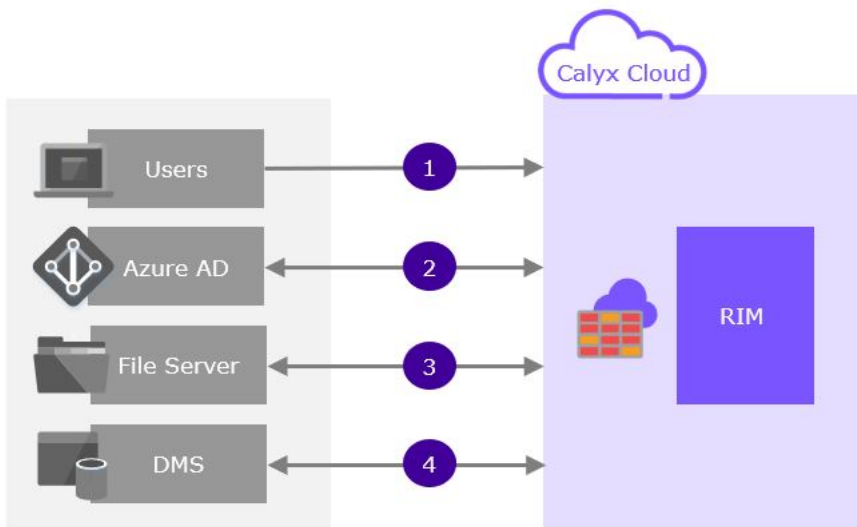 Calyx Cloud
Users
1
Azure AD
2
File Server
3
DMS
4
RIM